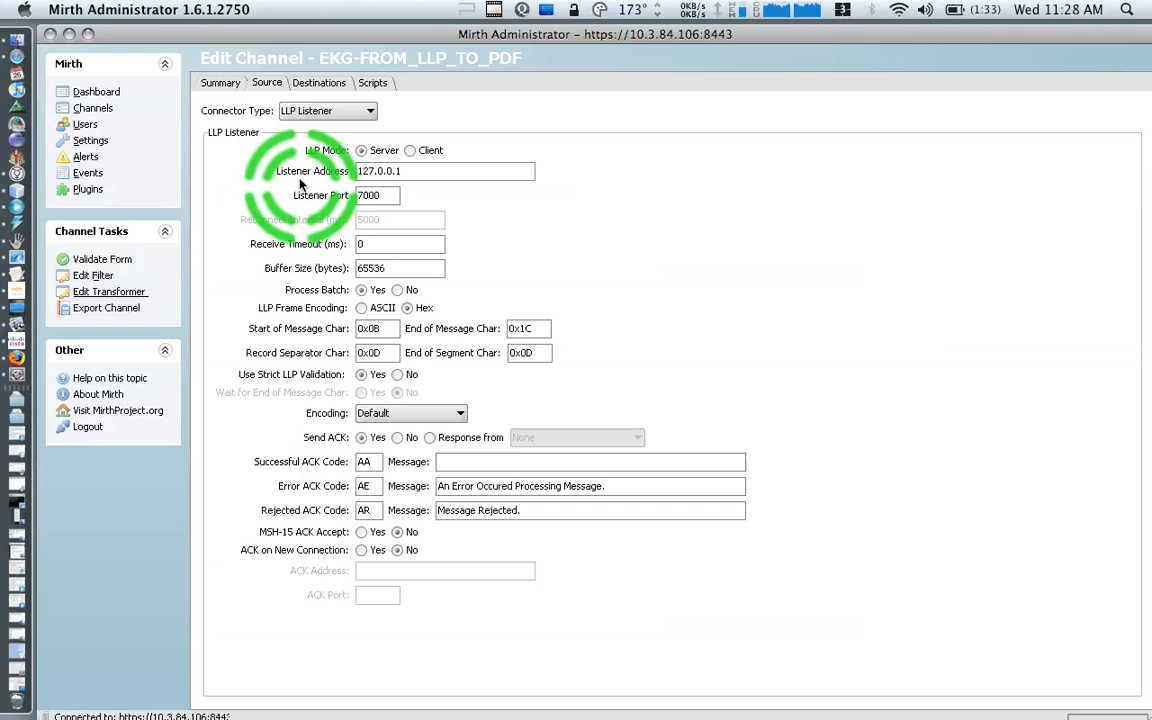 Mirth Administrator 1.6.1.2750
173°
0KB/s
0KB/s
(1:33)
Wed 11:28 AM
Mirth Administrator - https://10.3.84.106:8443
Mirth
Dashboard
Channels
Users
Settings
Alerts
Events
Plugins
Channel Tasks
Validate Form
Edit Filter
Edit Transformer
Export Channel
Other
Help on this topic
About Mirth
Visit MirthProject.org
Logout
Edit Channel - EKG-FROM_LLP_TO_PDF
Summary Source Destinations Scripts
Connector Type: LLP Listener
LLP Listener
LLP Mode: Server Client
Listener Address: 127.0.0.1
Listener Port: 7000
Reconnect Interval (ms): 5000
Receive Timeout (ms): 0
Buffer Size (bytes): 65536
Process Batch: Yes No
LLP Frame Encoding: ASCII Hex
Start of Message Char: 0x0B End of Message Char: 0x1C
Record Separator Char: 0x0D End of Segment Char: 0x0D
Use Strict LLP Validation: Yes No
Wait for End of Message Char: Yes No
Encoding: Default
Send ACK: Yes No Response from None
Successful ACK Code: AA Message:
Error ACK Code: AE Message: An Error Occured Processing Message.
Rejected ACK Code: AR Message: Message Rejected.
MSH-15 ACK Accept: Yes No
ACK on New Connection: Yes No
ACK Address:
ACK Port:
Connected to: https://10.3.84.106:8443